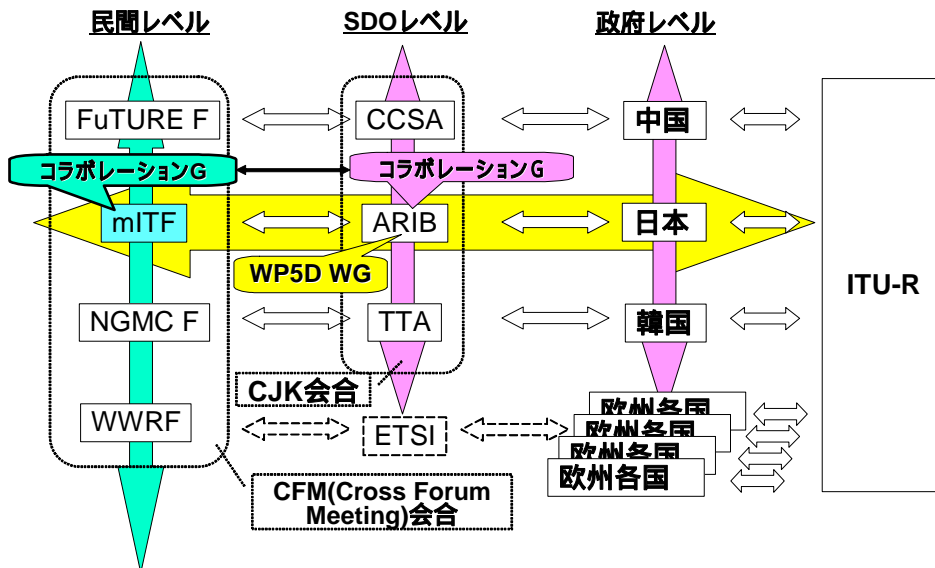 民間レベル SDOレベル 政府レベル
FuTURE F CCSA 中国
コラボレーションG コラボレーションG
mITF ARIB 日本
WP5D WG
ITU-R
NGMC F TTA 韓国
CJK会合
欧州各国
WWRF ETSI 欧州各国
欧州各国
欧州各国
CFM(Cross Forum
Meeting)会合